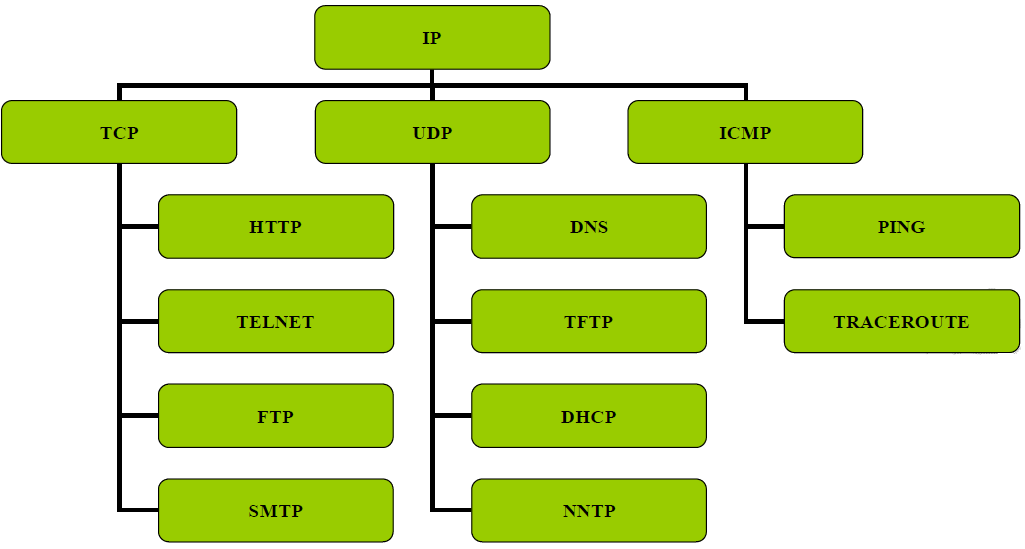 IP
TCP
UDP
ICMP
HTTP
DNS
PING
TELNET
TFTP
TRACEROUTE
FTP
DHCP
SMTP
NNTP